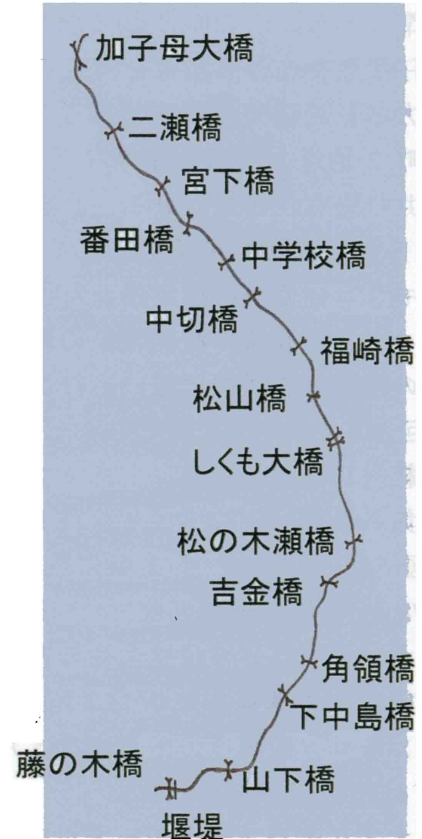 加子母大橋
二瀬橋
宮下橋
番田橋
中学校橋
中切橋
福崎橋
松山橋
しくも大橋
松の木瀬橋
吉金橋
角領橋
下中島橋
藤の木橋
山下橋
堰堤